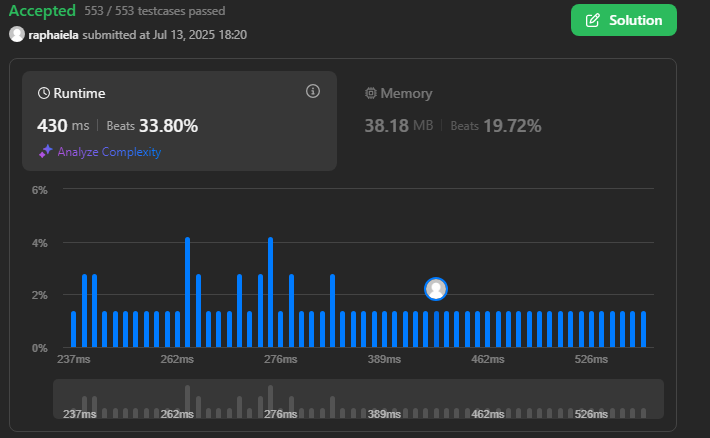 Accepted 553 / 553 testcases passed
raphaiela submitted at Jul 13, 2025 18:20
Solution
Runtime
430 ms | Beats 33.80%
Analyze Complexity
Memory
38.18 MB | Beats 19.72%
6%
4%
2%
0%
237ms 262ms 276ms 389ms 462ms 526ms
237ms 262ms 276ms 389ms 462ms 526ms